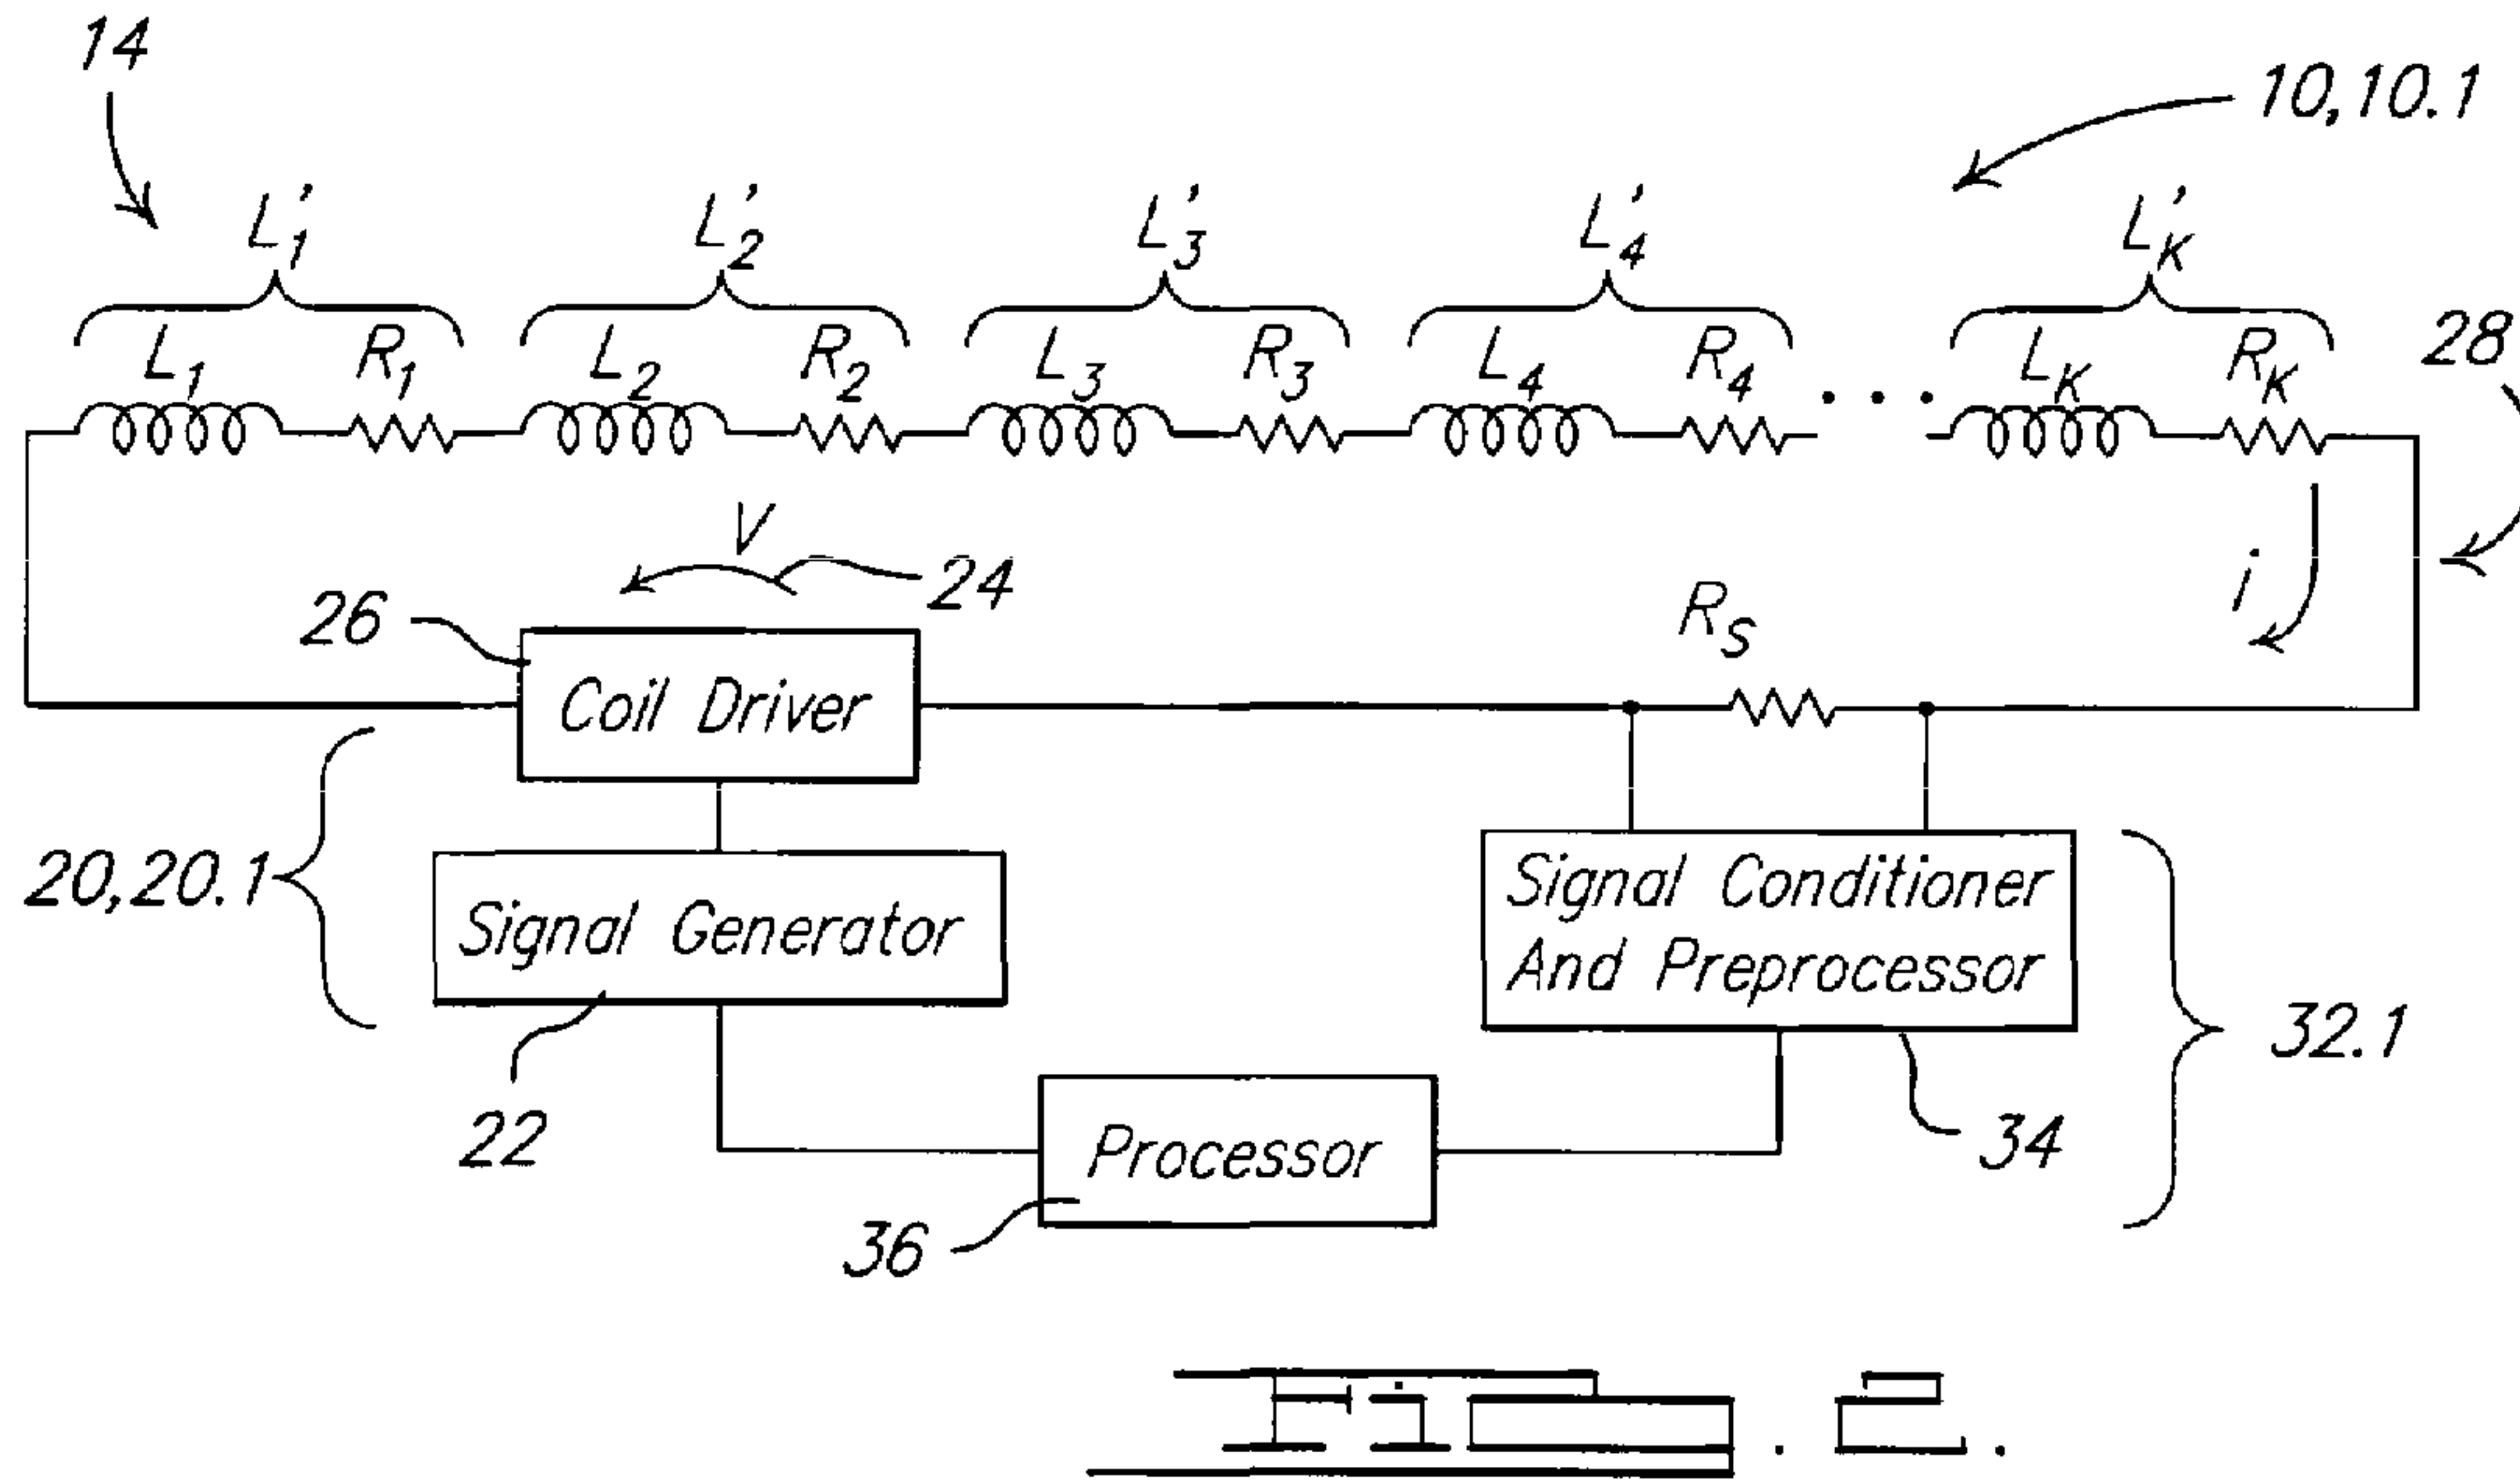 14
10,10.1
L'1 L'2 L'3 L'4 L'K
28
L1 R1 L2 R2 L3 R3 L4 R4 . . . LK RK
V
24
26
i
RS
Coil Driver
20,20.1
Signal Generator
Signal Conditioner
And Preprocessor
32.1
22
34
Processor
36
Fig. 2.